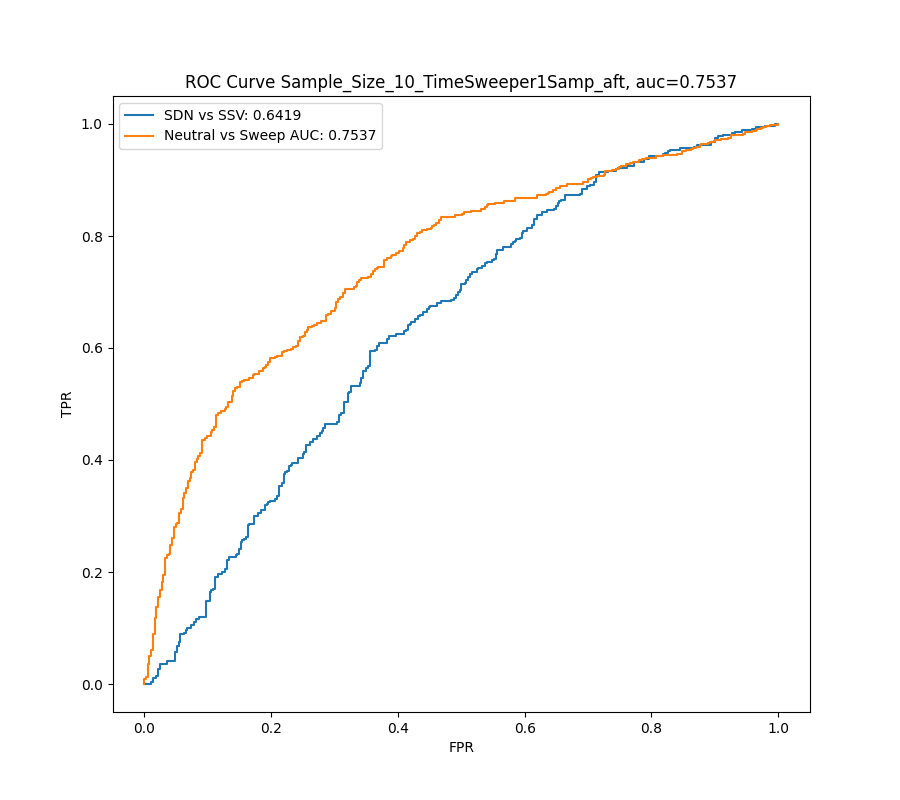 ROC Curve Sample_Size_10_TimeSweeper1Samp_aft, auc=0.7537
SDN vs SSV: 0.6419
Neutral vs Sweep AUC: 0.7537
1.0
0.8
0.6
0.4
0.2
0.0
TPR
0.0 0.2 0.4 0.6 0.8 1.0
FPR